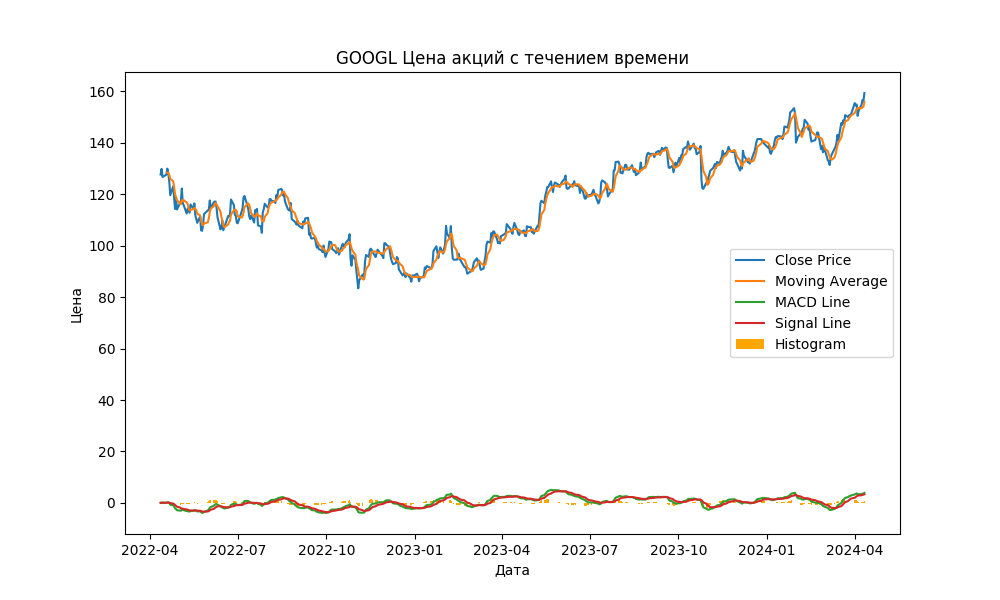 GOOGL Цена акций с течением времени
Цена
160
140
120
100
80
60
40
20
0
Close Price
Moving Average
MACD Line
Signal Line
Histogram
2022-04 2022-07 2022-10 2023-01 2023-04 2023-07 2023-10 2024-01 2024-04
Дата